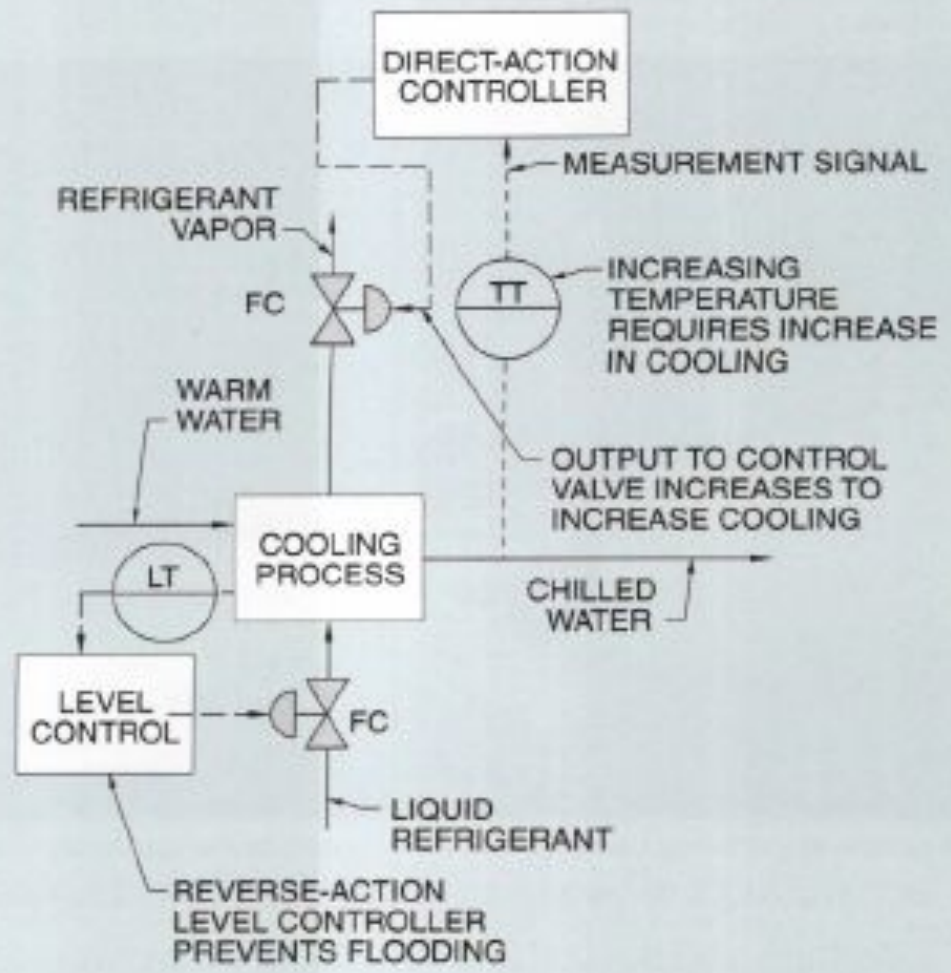 DIRECT-ACTION
CONTROLLER
MEASUREMENT SIGNAL
REFRIGERANT
VAPOR
FC
TT
INCREASING
TEMPERATURE
REQUIRES INCREASE
IN COOLING
WARM
WATER
OUTPUT TO CONTROL
VALVE INCREASES TO
INCREASE COOLING
COOLING
PROCESS
LT
CHILLED
WATER
LEVEL
CONTROL
FC
LIQUID
REFRIGERANT
REVERSE-ACTION
LEVEL CONTROLLER
PREVENTS FLOODING